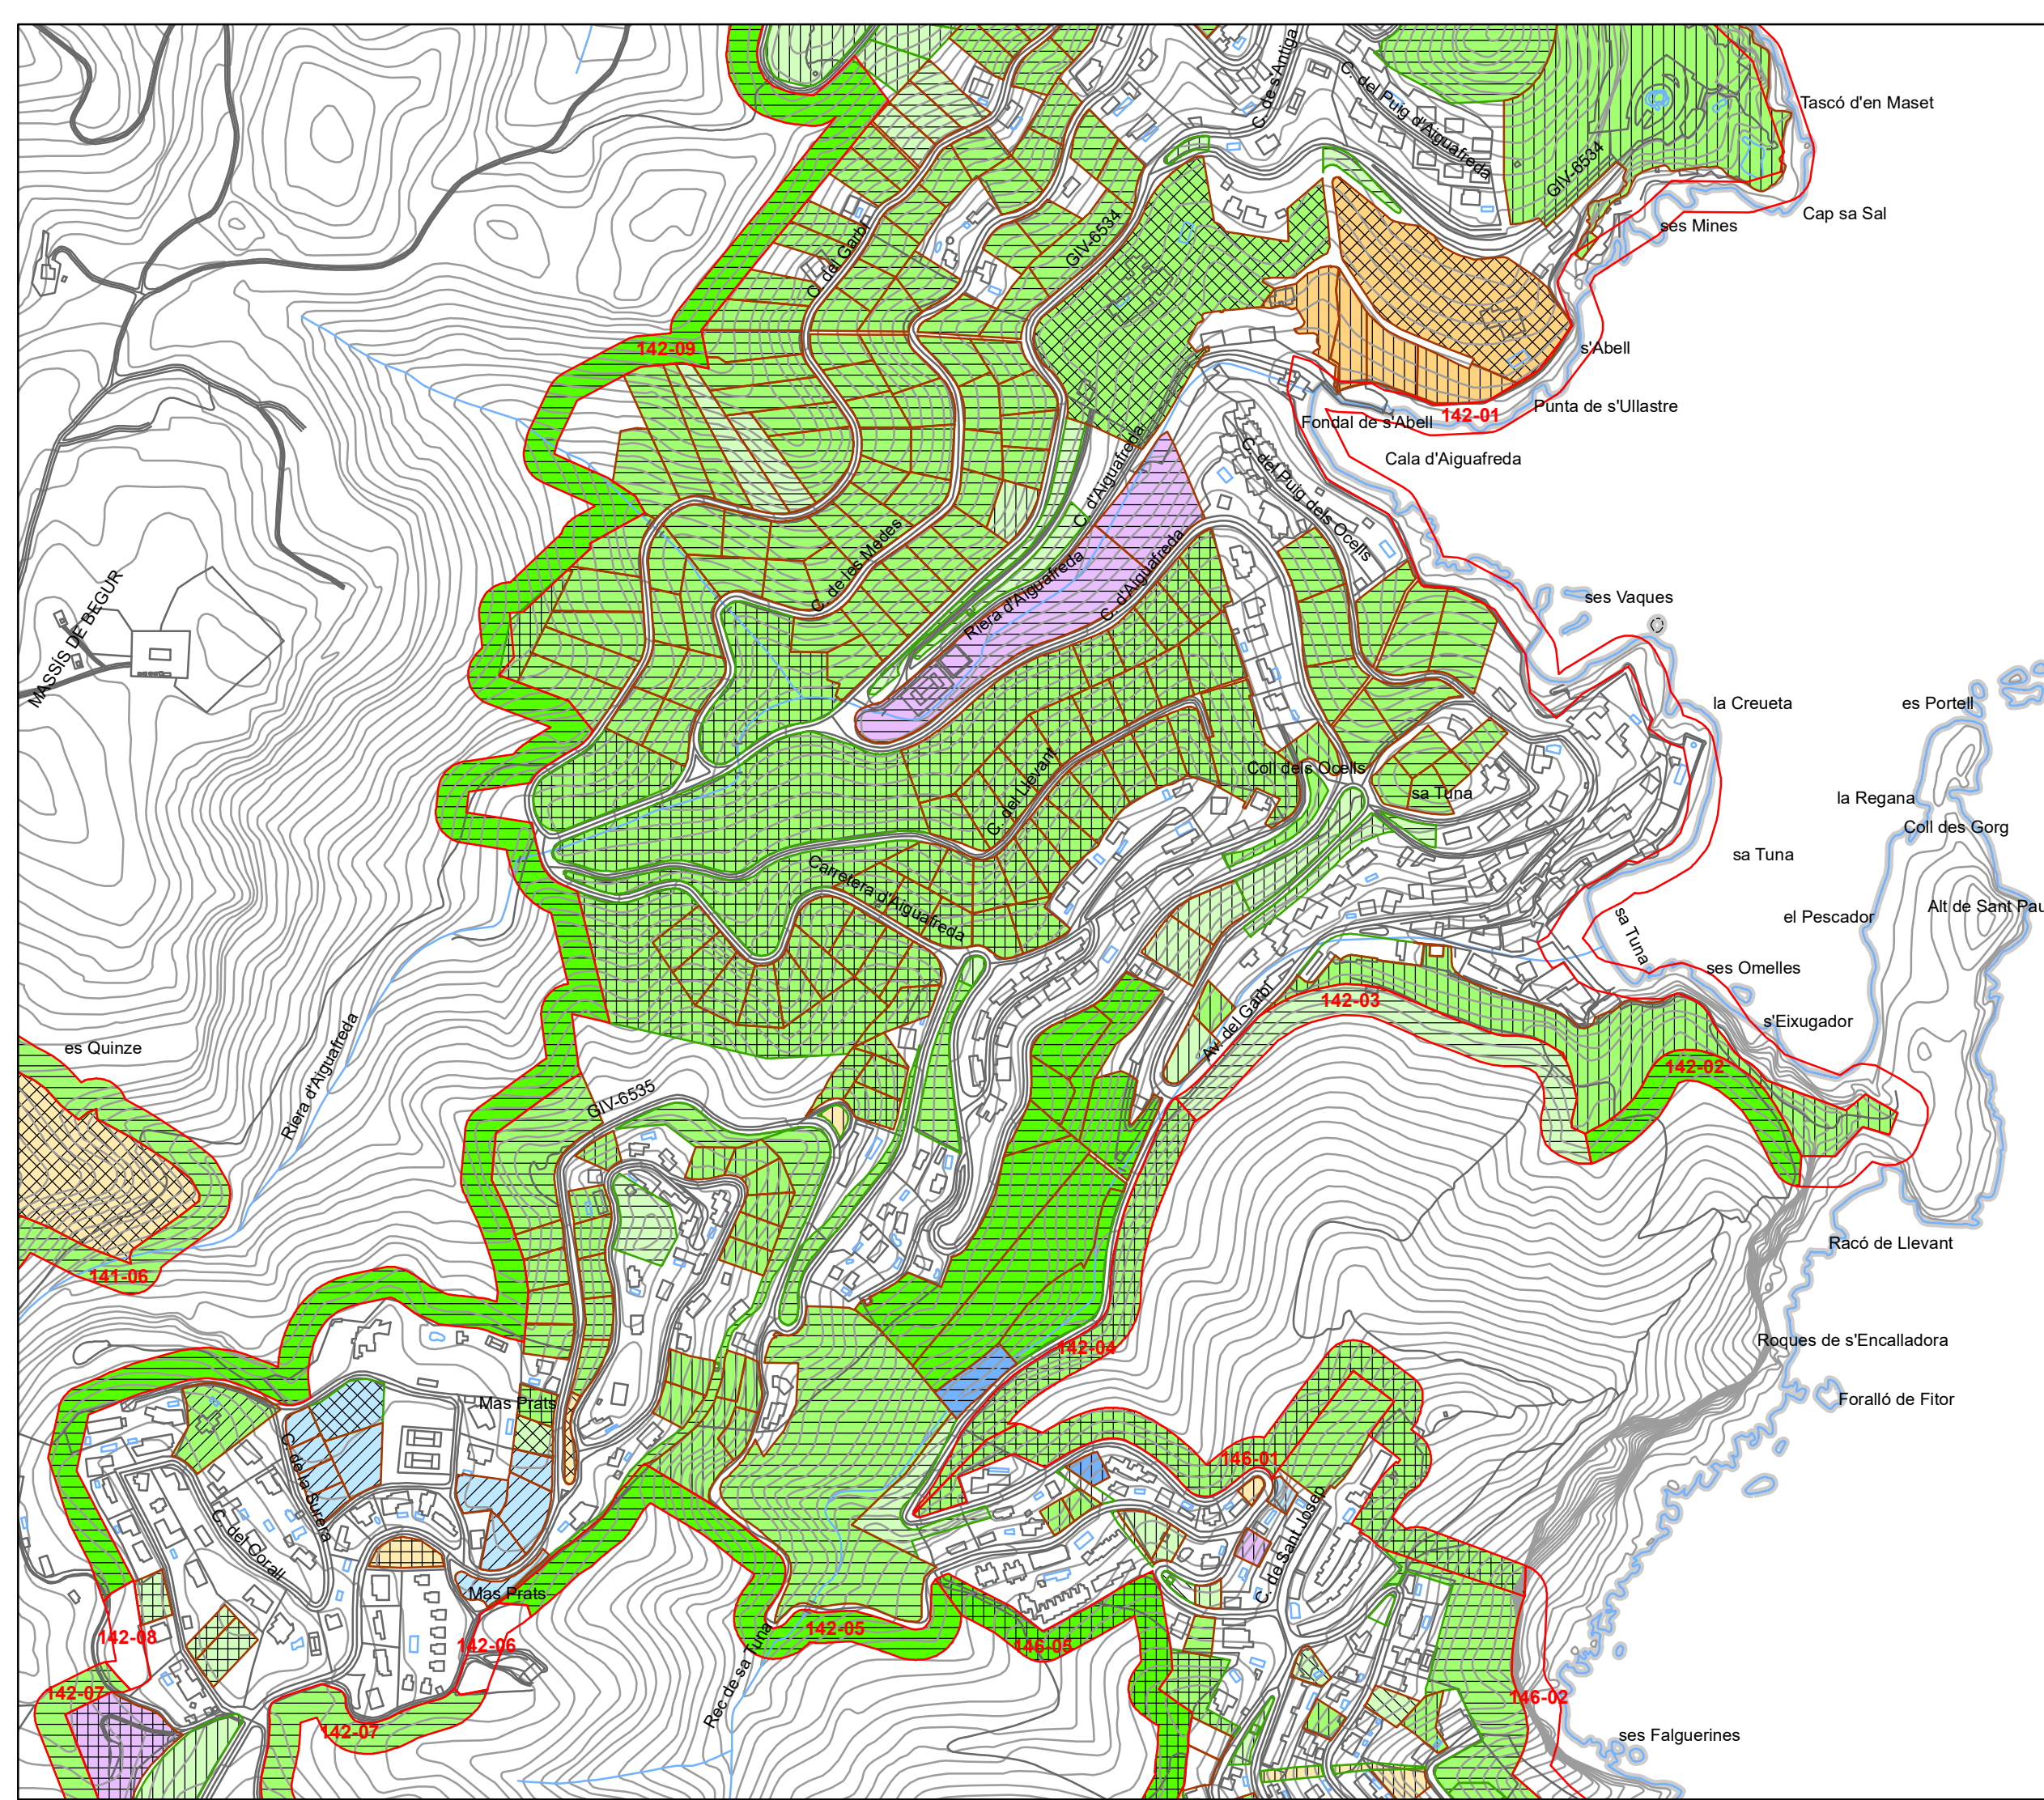 C. de s'Antiga
C. del Puig d'Aiguafreda
GIV-6534
Tascó d'en Maset
Cap sa Sal
ses Mines
C. del Garbí
GIV-6534
142-09
s'Abell
142-01
Punta de s'Ullastre
Fondal de s'Abell
Cala d'Aiguafreda
C. del Puig dels Ocells
C. d'Aiguafreda
C. de les Medes
Riera d'Aiguafreda
C. d'Aiguafreda
MASSÍS DE BEGUR
ses Vaques
la Creueta
es Portell
Coll dels Ocells
sa Tuna
C. del Llevant
la Regana
Coll des Gorg
sa Tuna
Carretera d'Aiguafreda
el Pescador
Alt de Sant Pau
sa Tuna
ses Omelles
142-03
Av. del Garbí
s'Eixugador
es Quinze
Riera d'Aiguafreda
GIV-6535
142-02
Racó de Llevant
141-06
142-04
Roques de s'Encalladora
Foralló de Fitor
Mas Prats
C. de la Surera
C. del Corall
146-01
C. de Sant Josep
Mas Prats
142-08
142-06
142-05
146-05
Rec de sa Tuna
142-07
142-07
146-02
ses Falguerines